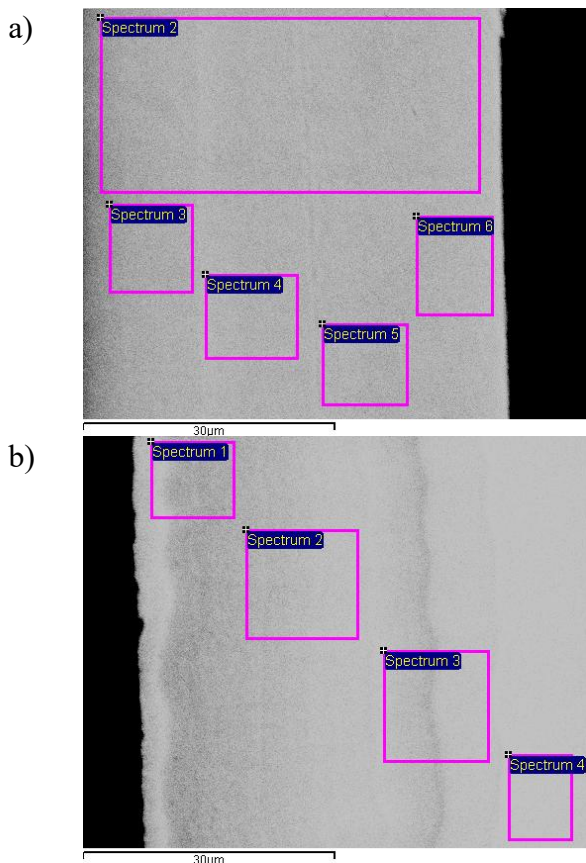 a)
Spectrum 2
Spectrum 3
Spectrum 6
Spectrum 4
Spectrum 5
30μm
b)
Spectrum 1
Spectrum 2
Spectrum 3
Spectrum 4
30μm